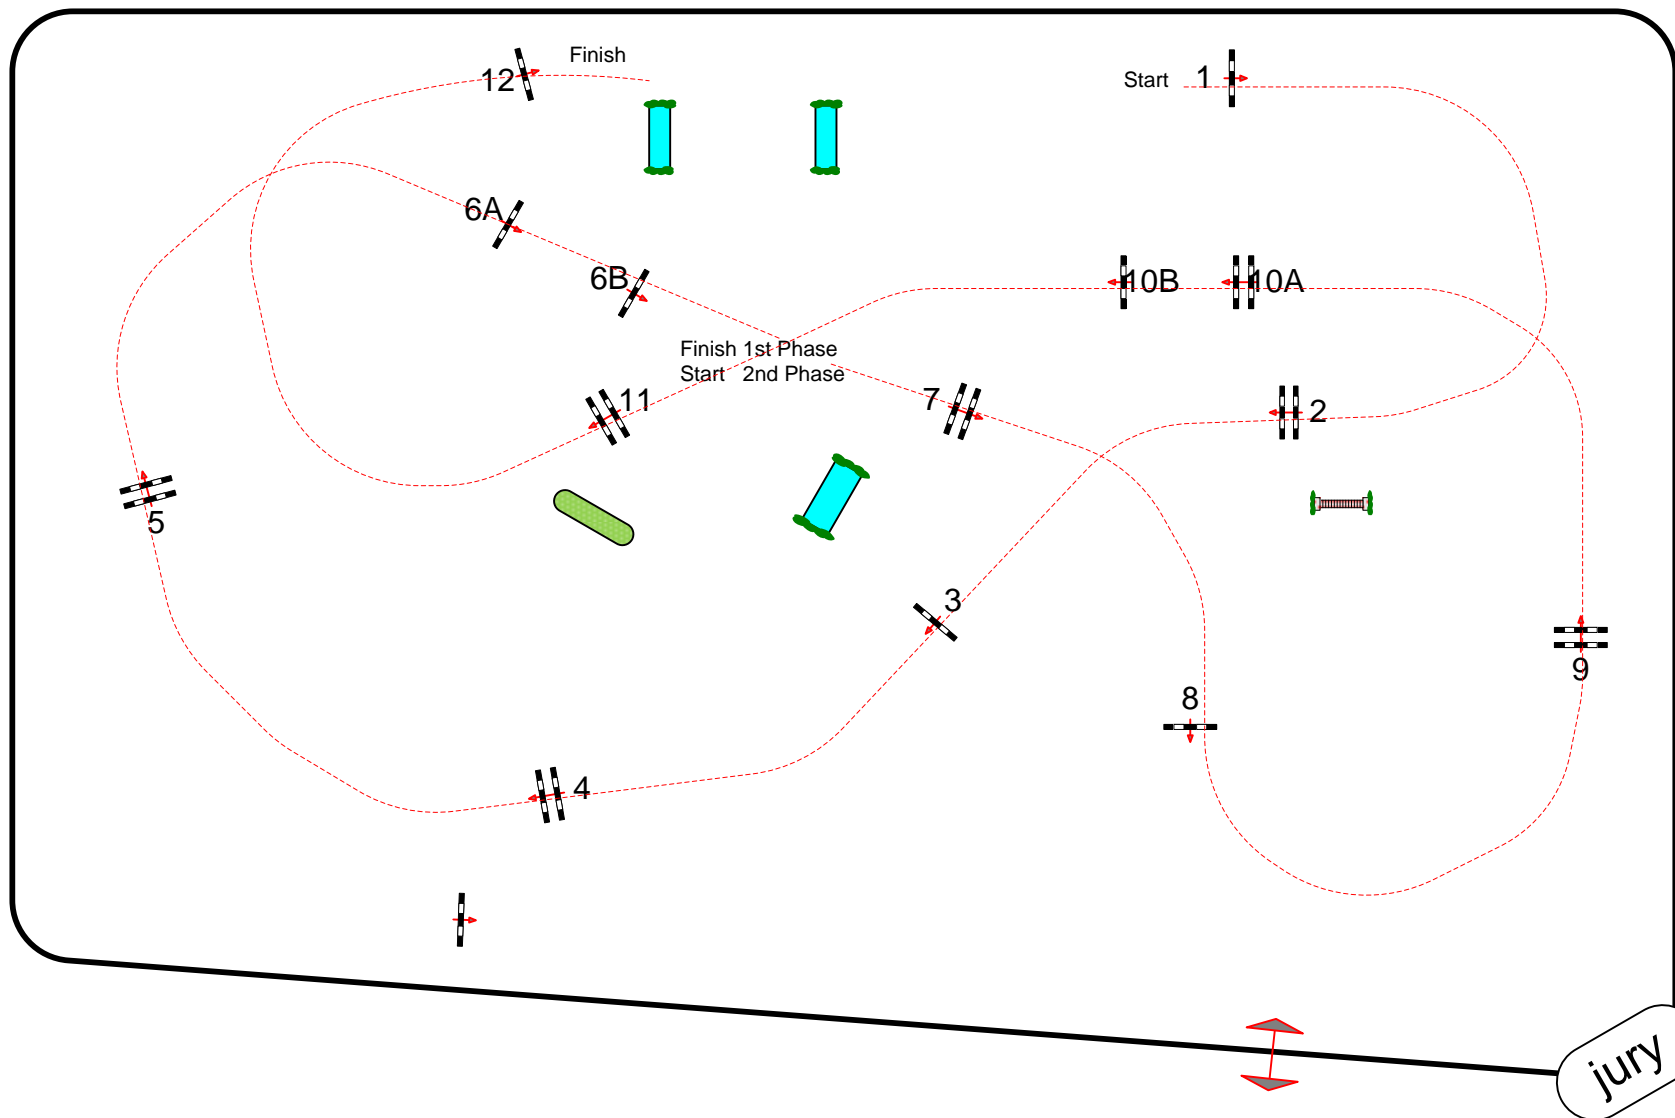 Finish
12
Start
1
6A
6B
10B
10A
Finish 1st Phase
Start 2nd Phase
11
7
2
5
3
9
8
4
jury